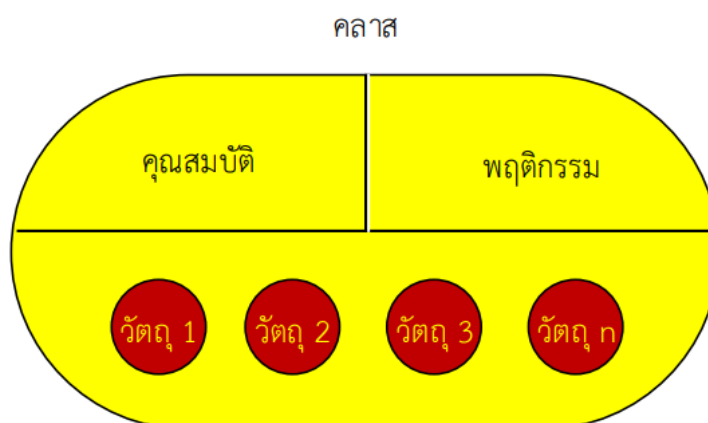 คลาส
คุณสมบัติ
พฤติกรรม
วัตถุ 1
วัตถุ 2
วัตถุ 3
วัตถุ n